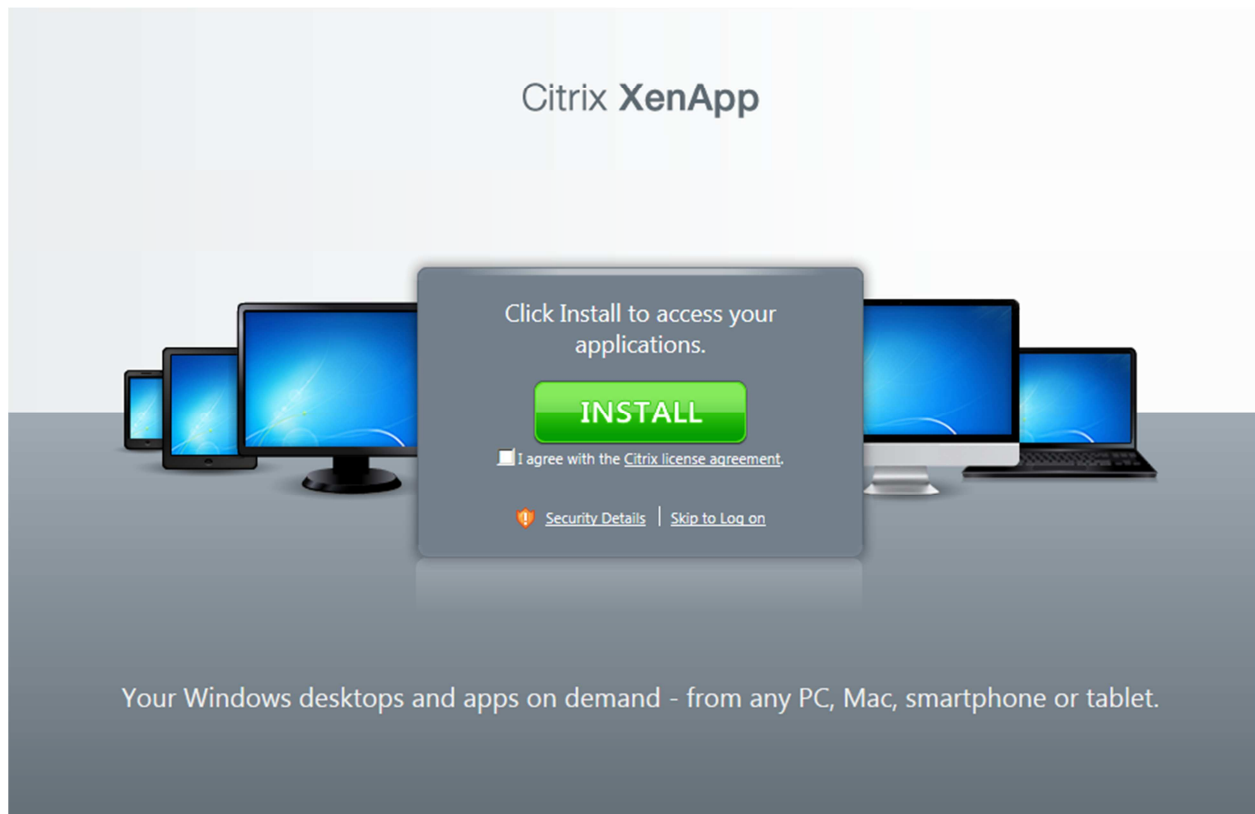 Citrix XenApp
Click Install to access your
applications.
INSTALL
I agree with the Citrix license agreement.
Security Details | Skip to Log on
Your Windows desktops and apps on demand - from any PC, Mac, smartphone or tablet.